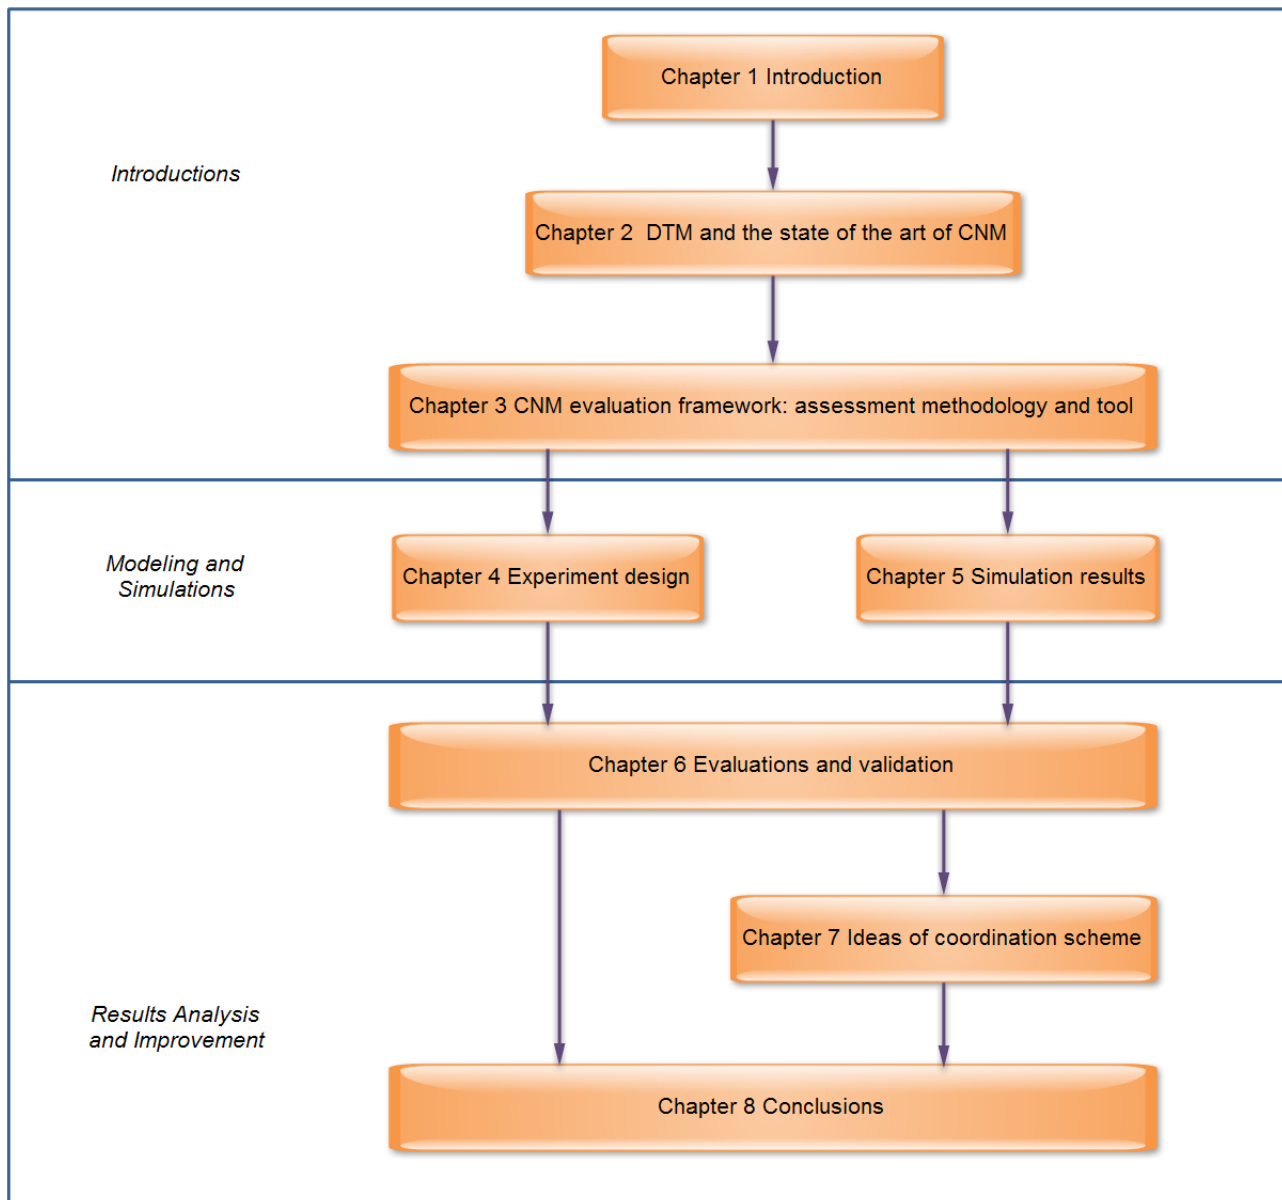 Chapter 1 Introduction
Introductions
Chapter 2  DTM and the state of the art of CNM
Chapter 3 CNM evaluation framework: assessment methodology and tool
Modeling and
Simulations
Chapter 4 Experiment design
Chapter 5 Simulation results
Chapter 6 Evaluations and validation
Chapter 7 Ideas of coordination scheme
Results Analysis
and Improvement
Chapter 8 Conclusions